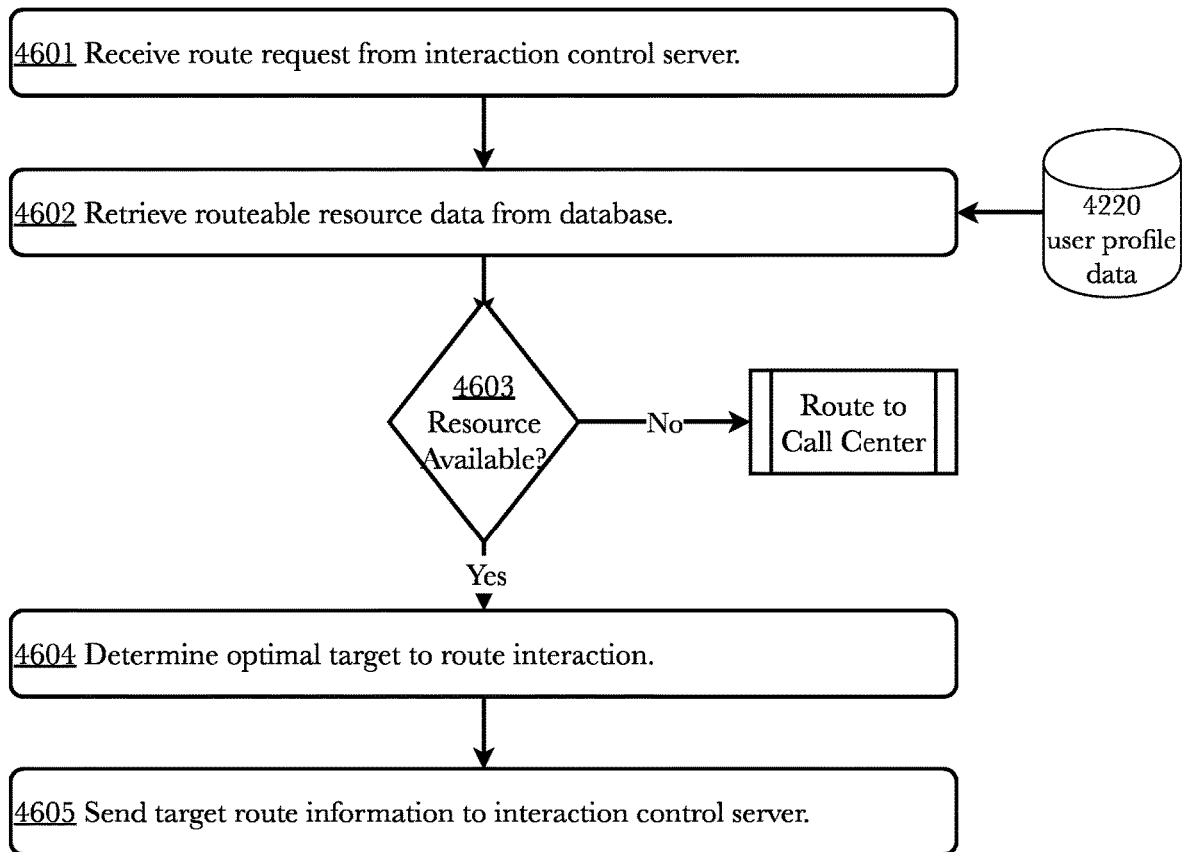 4601 Receive route request from interaction control server.
4602 Retrieve routeable resource data from database.
4220
user profile
data
4603
Resource
Available?
No
Route to
Call Center
Yes
4604 Determine optimal target to route interaction.
4605 Send target route information to interaction control server.